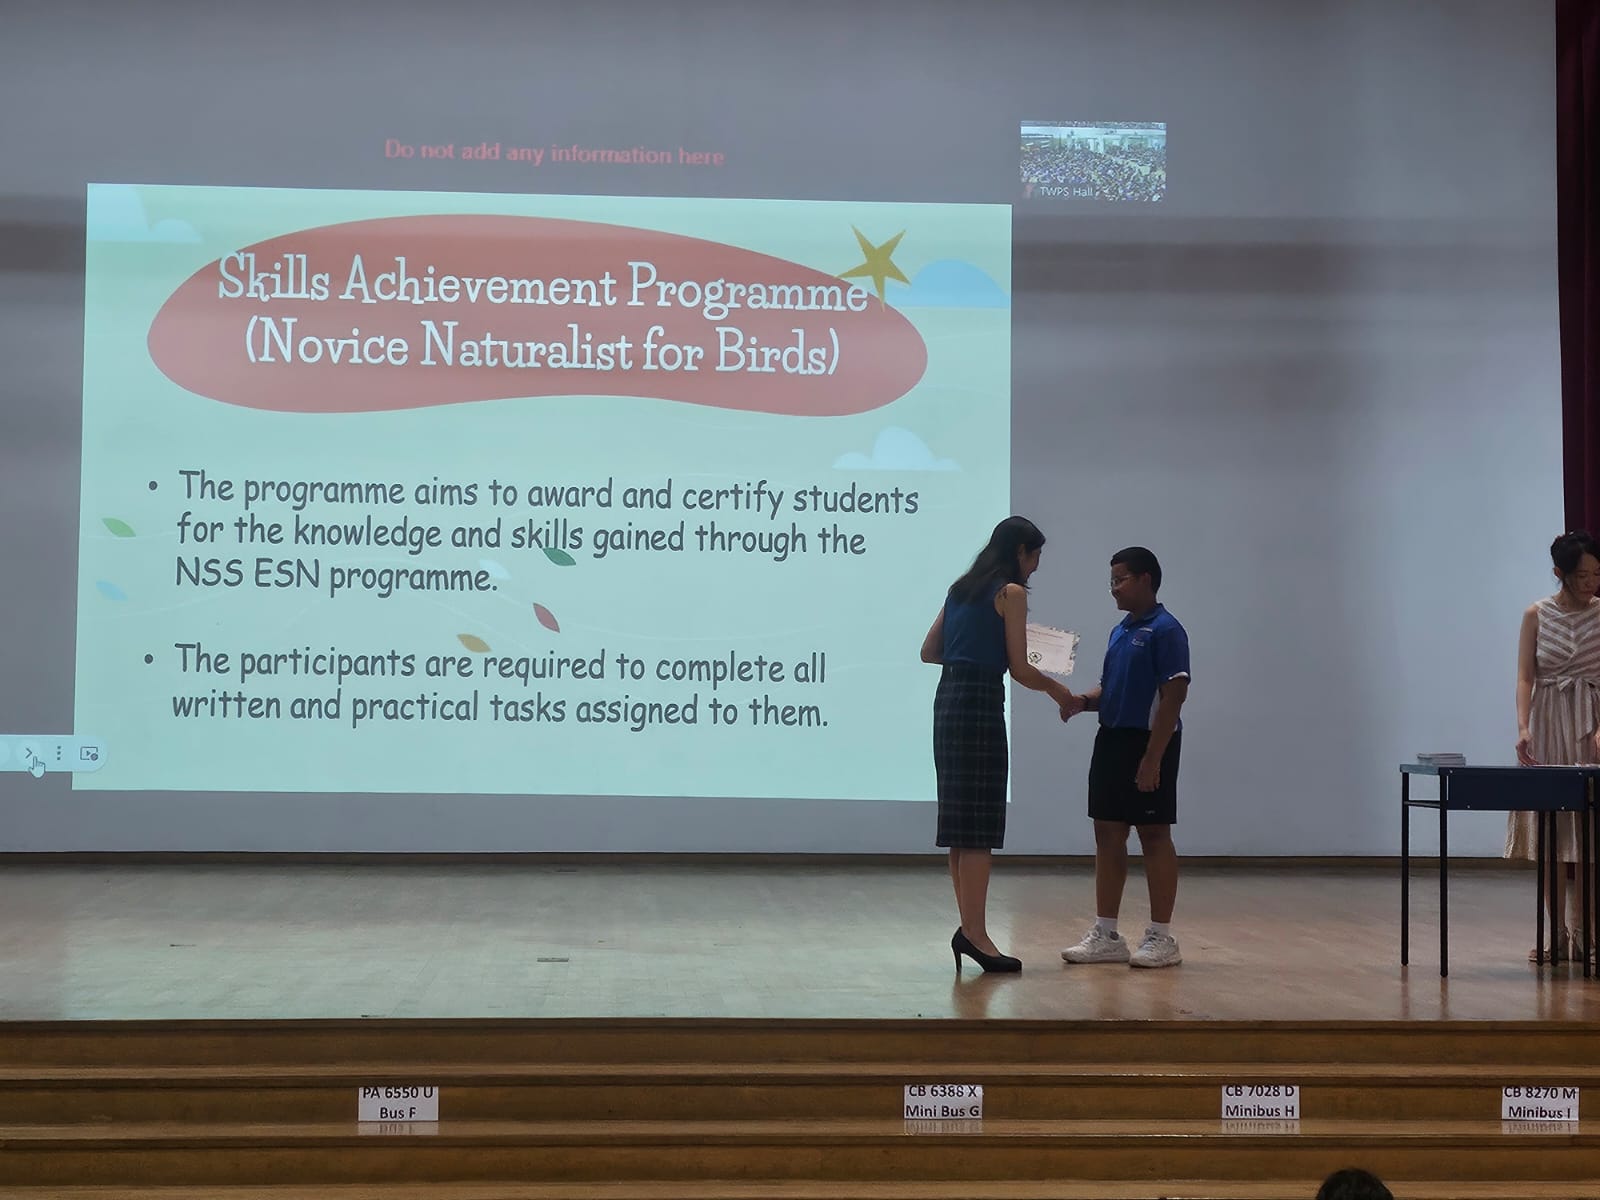 Do not add any information here
TWPS Hall
Skills Achievement Programme
(Novice Naturalist for Birds)
• The programme aims to award and certify students
for the knowledge and skills gained through the
NSS ESN programme.
• The participants are required to complete all
written and practical tasks assigned to them.
PA 6550 U
Bus F
CB 6388 X
Mini Bus G
CB 7028 D
Minibus H
CB 8270 M
Minibus I